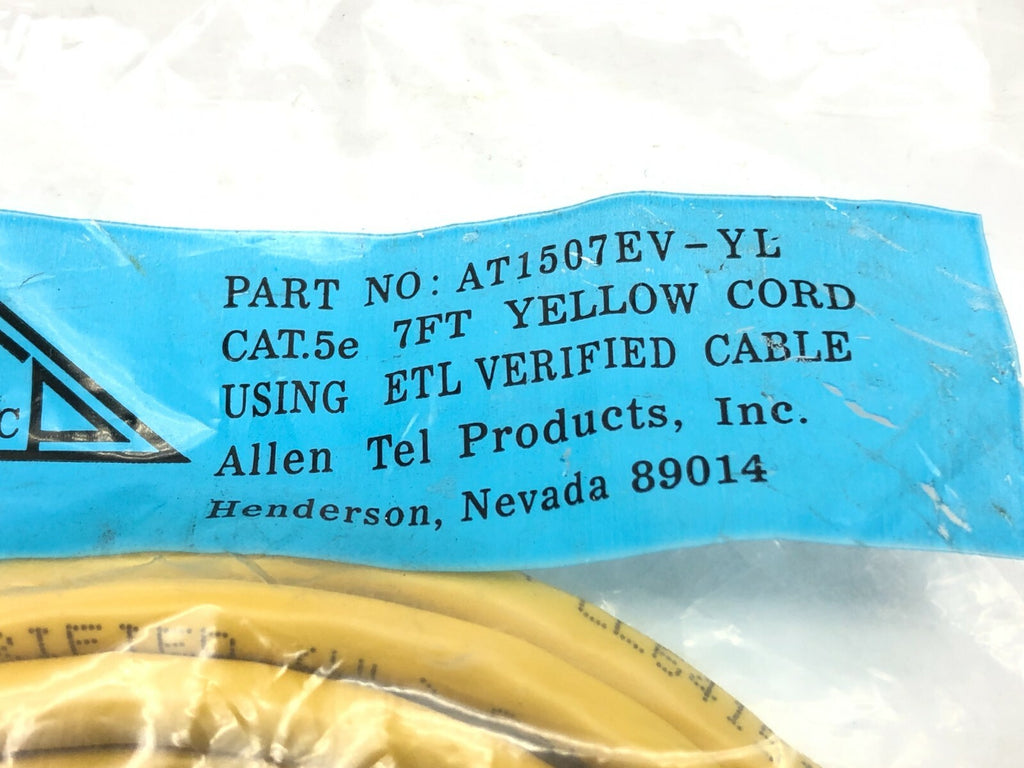 PART NO: AT1507EV-YL
CAT.5e 7FT YELLOW CORD
USING ETL VERIFIED CABLE
Allen Tel Products, Inc.
Henderson, Nevada 89014
C